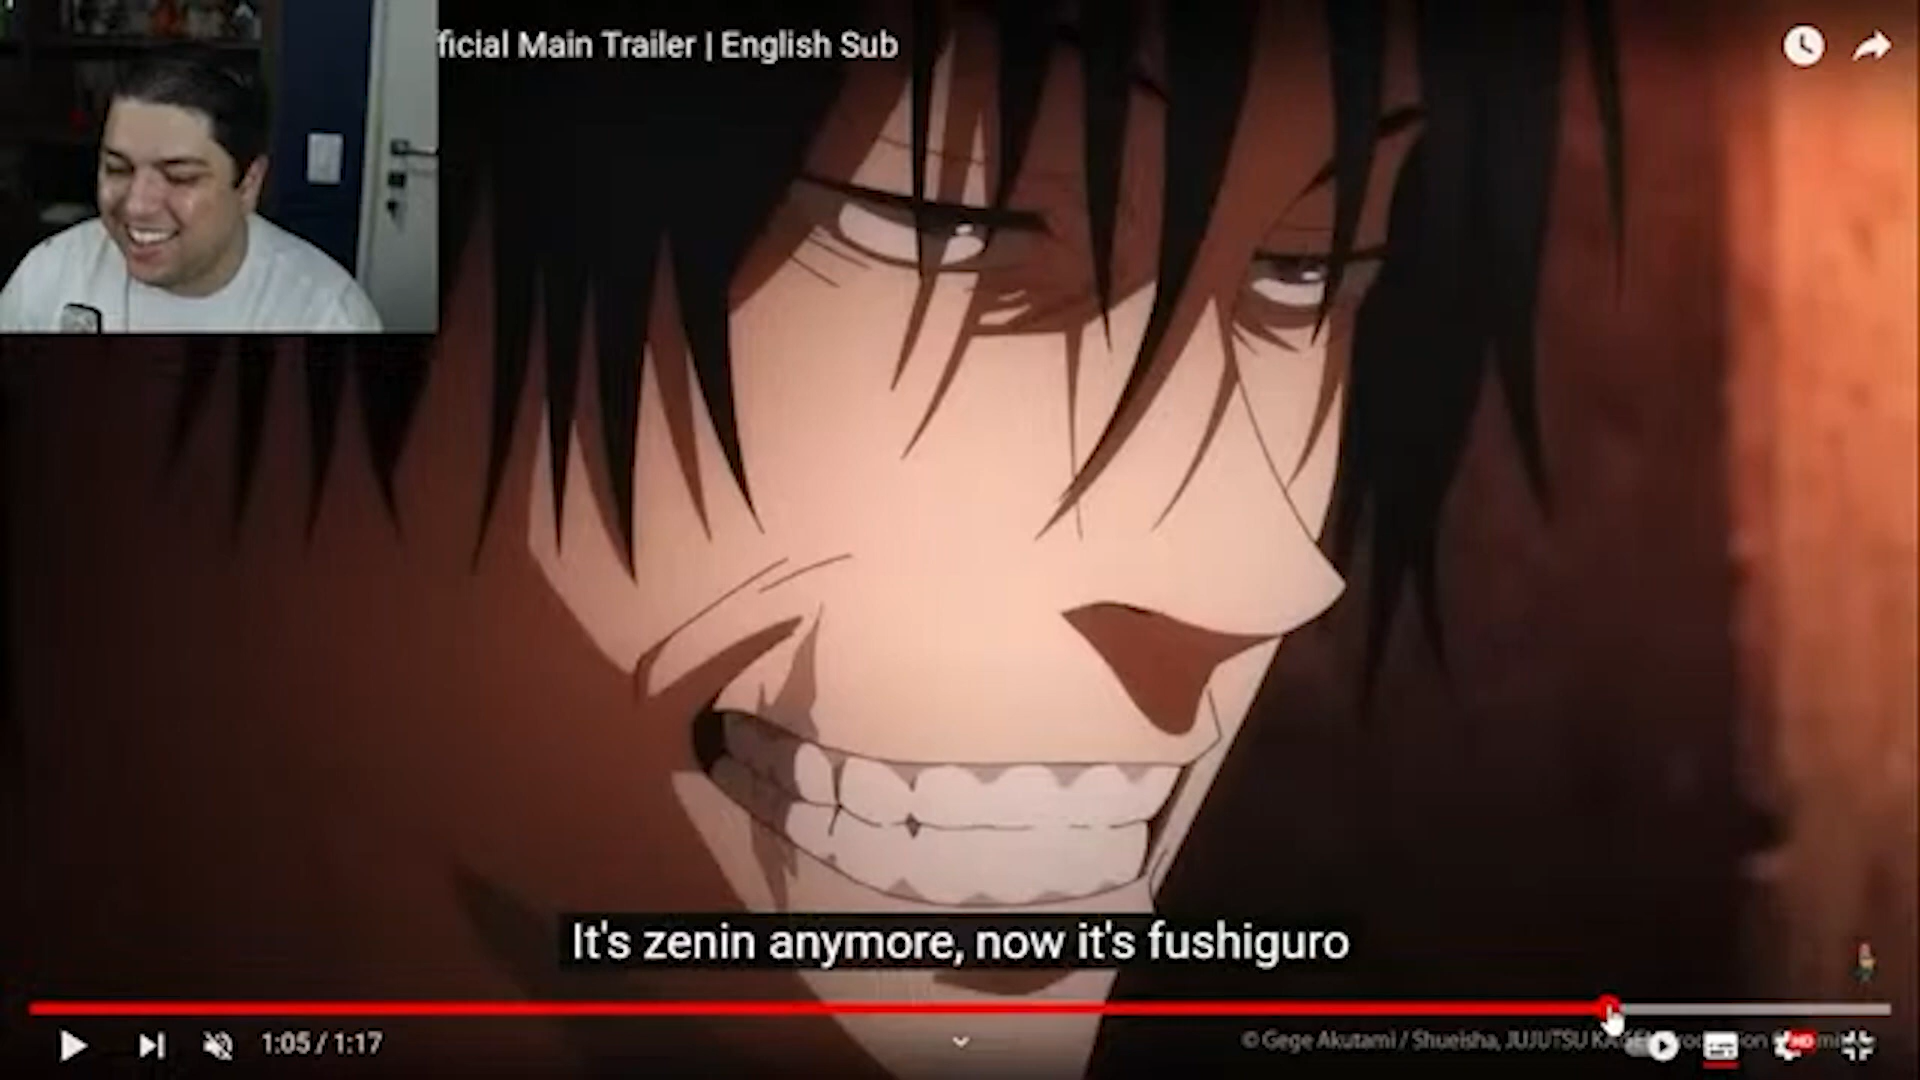 ficial Main Trailer | English Sub
It's zenin anymore, now it's fushiguro
1:05 / 1:17
© Gege Akutami / Shueisha, JUJUTSU
HD